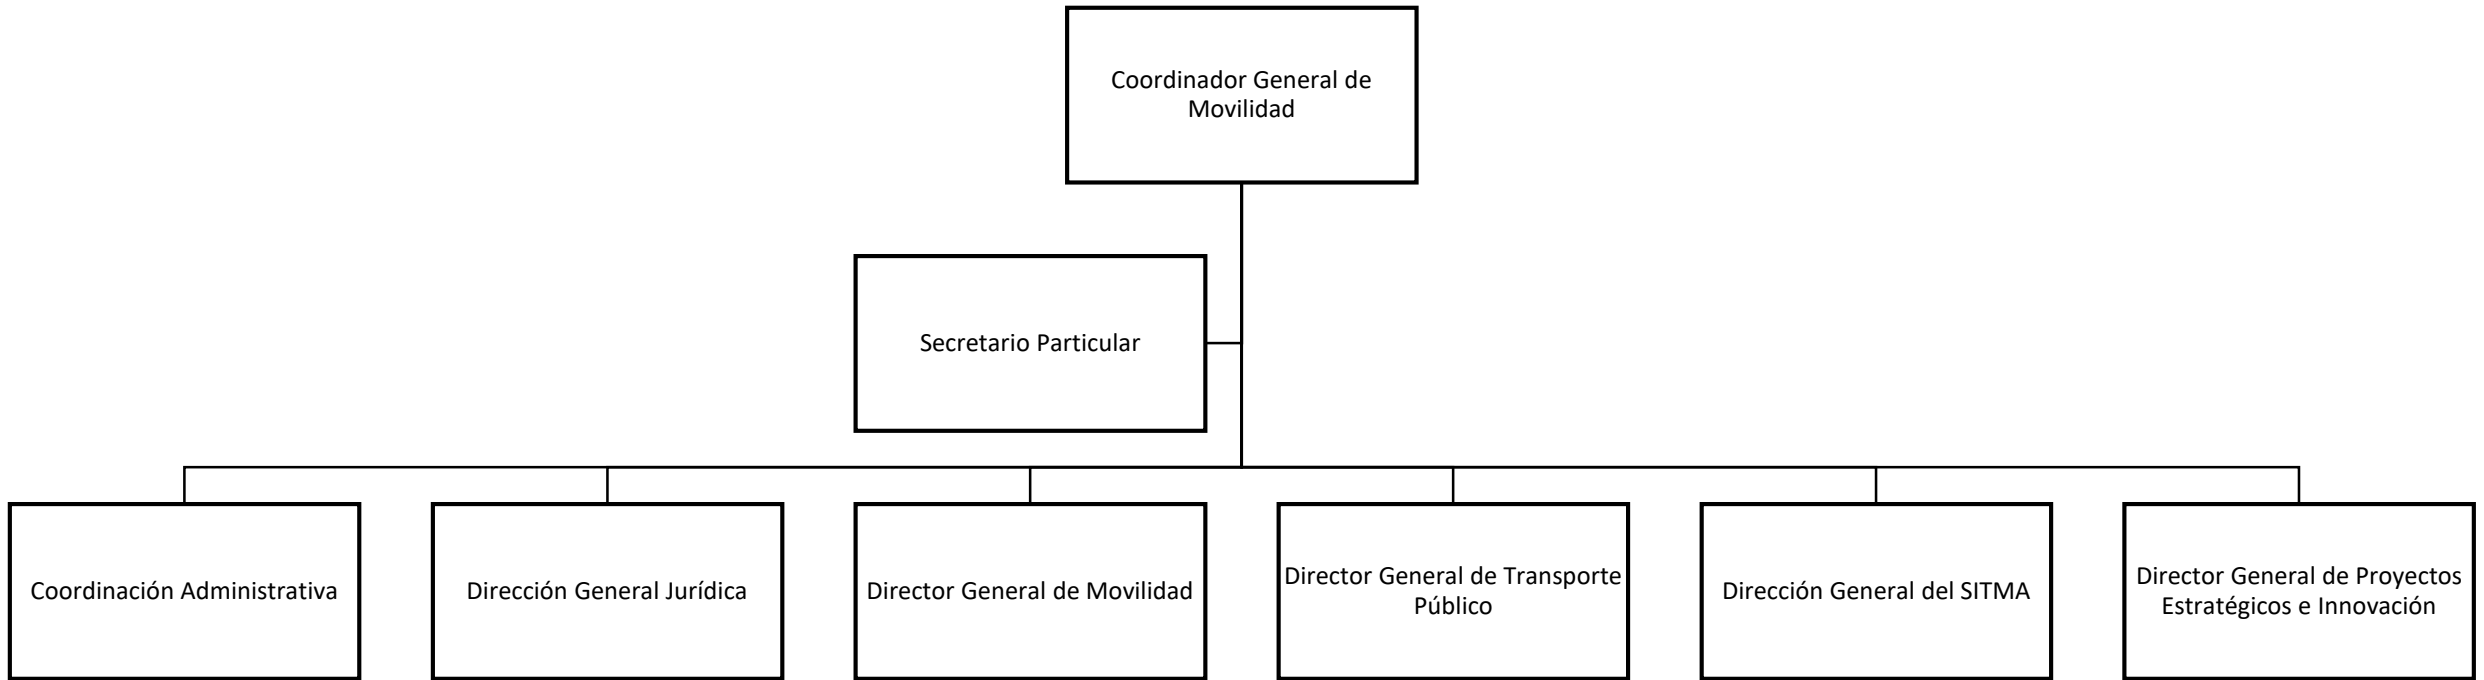 Coordinador General de
Movilidad
Secretario Particular
Coordinación Administrativa
Dirección General Jurídica
Director General de Movilidad
Director General de Transporte
Público
Dirección General del SITMA
Director General de Proyectos
Estratégicos e Innovación